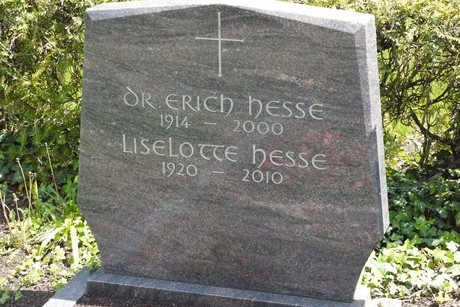 DR. ERICH HESSE
1914 – 2000
LISELOTTE HESSE
1920 – 2010